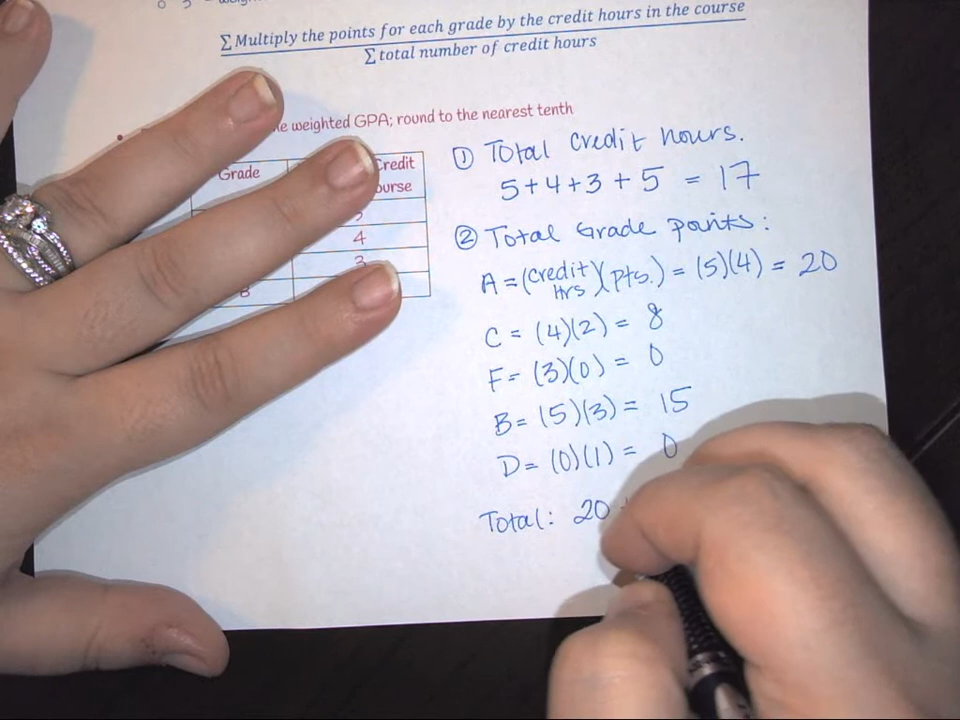 ∑ Multiply the points for each grade by the credit hours in the course
∑ total number of credit hours
weighted GPA; round to the nearest tenth
Grade
Credit
4
3
B
① Total credit hours.
5+4+3+5 = 17
② Total Grade points:
A = (credit hrs)(pts.) = (5)(4) = 20
C = (4)(2) = 8
F = (3)(0) = 0
B = (5)(3) = 15
D = (0)(1) = 0
Total: 20